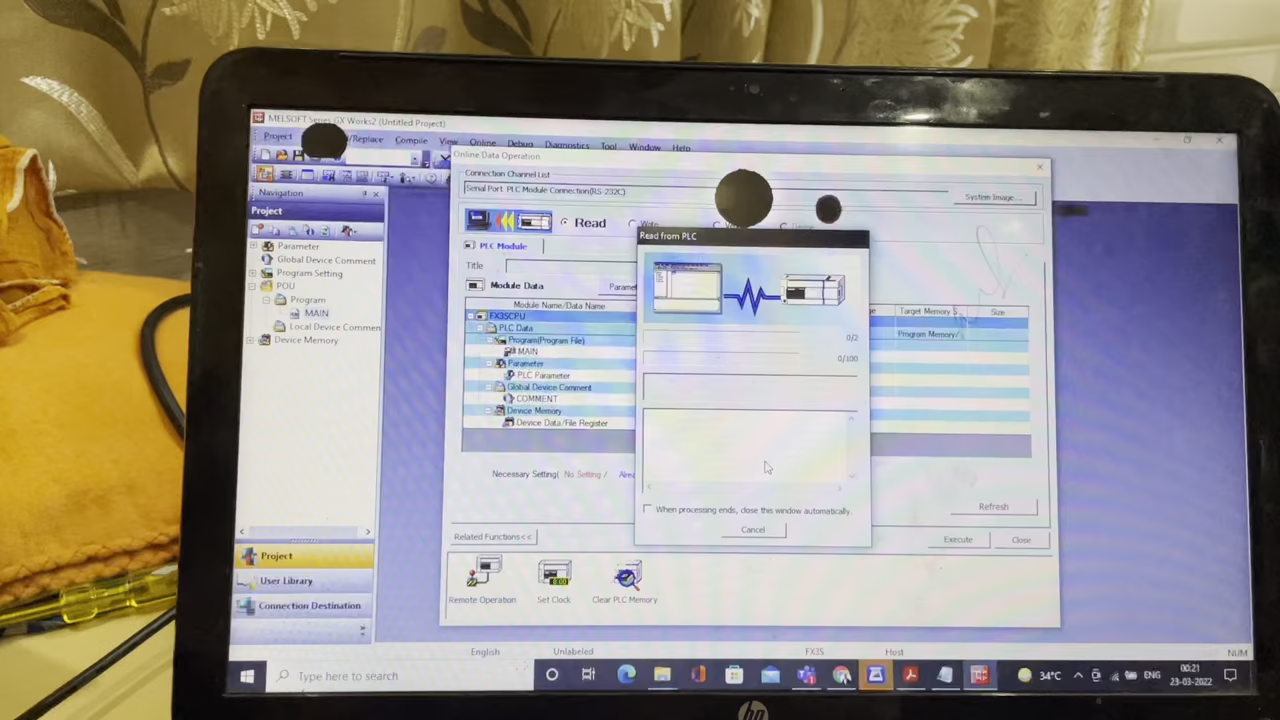 MELSOFT Series GX Works2 (Untitled Project)
Project /Replace Compile View Online Debug Diagnostics Tool Window Help
Online Data Operation
Connection Channel List
Serial Port PLC Module Connection(RS-232C)
System Image...
Read
PLC Module
Title
Module Data
Module Name/Data Name
Target Memory
Size
FX3SCPU
PLC Data
Program(Program File)
Program Memory/
MAIN
Parameter
PLC Parameter
Global Device Comment
COMMENT
Device Memory
Device Data/File Register
Necessary Setting( No Setting /
Refresh
Related Functions<<
Execute
Close
Remote Operation
Set Clock
Clear PLC Memory
Read from PLC
0/2
0/100
When processing ends, close this window automatically.
Cancel
Navigation
Project
Parameter
Global Device Comment
Program Setting
POU
Program
MAIN
Local Device Commen
Device Memory
Project
User Library
Connection Destination
English
Unlabeled
FX3S
Host
NUM
Type here to search
34°C
ENG
00:21
23-03-2022
hp